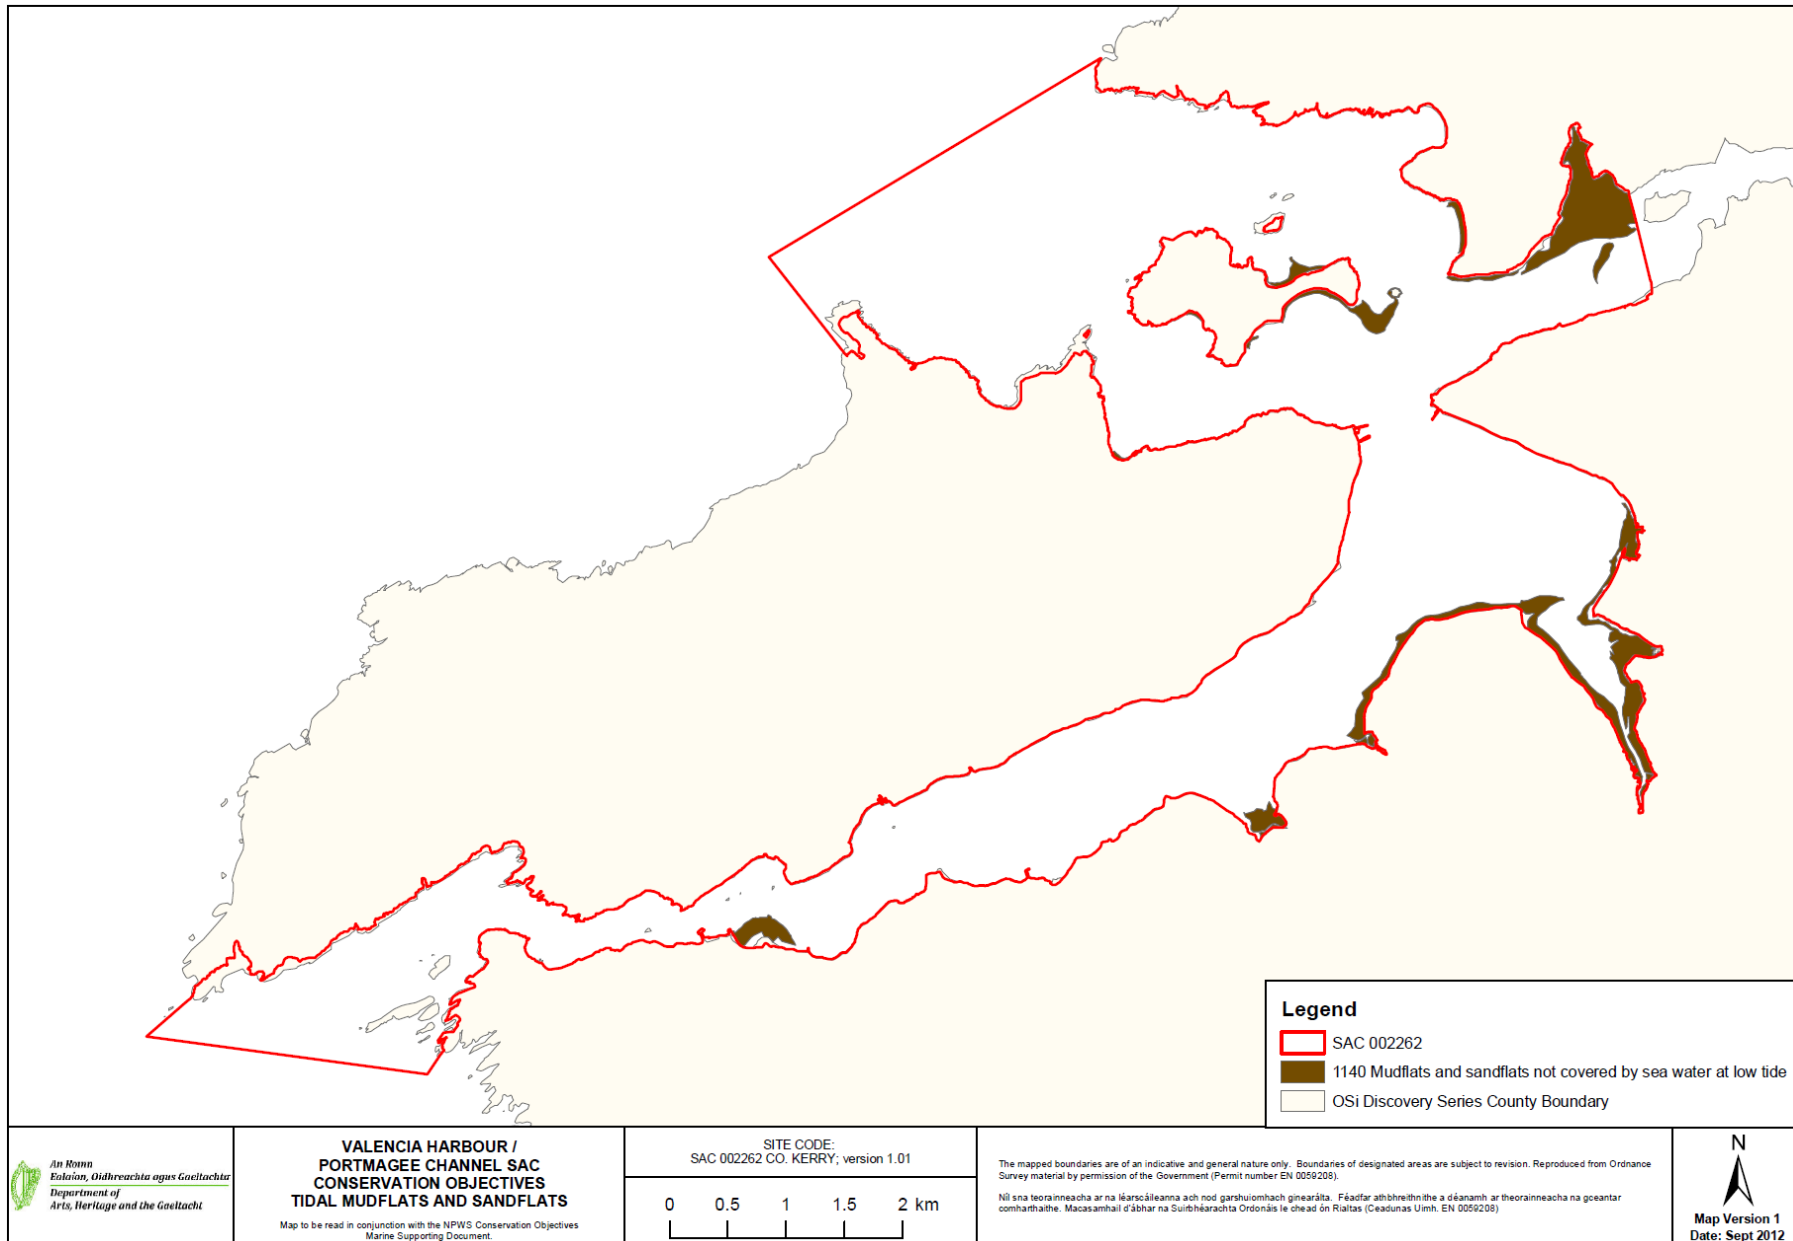 Legend
SAC 002262
1140 Mudflats and sandflats not covered by sea water at low tide
OSi Discovery Series County Boundary
An Roinn
Ealaíon, Oidhreachta agus Gaeltachta
Department of
Arts, Heritage and the Gaeltacht
VALENCIA HARBOUR /
PORTMAGEE CHANNEL SAC
CONSERVATION OBJECTIVES
TIDAL MUDFLATS AND SANDFLATS
Map to be read in conjunction with the NPWS Conservation Objectives
Marine Supporting Document.
SITE CODE:
SAC 002262 CO. KERRY; version 1.01
0 0.5 1 1.5 2 km
The mapped boundaries are of an indicative and general nature only. Boundaries of designated areas are subject to revision. Reproduced from Ordnance
Survey material by permission of the Government (Permit number EN 0059208).
Níl sna teorainneacha ar na léarscáileanna ach nod garshuiomhach ginearálta. Féadfar athbhreithnithe a déanamh ar theorainneacha na gceantar
comharthaithe. Macasamhail d'ábhar na Suirbhéarachta Ordonáis le chead ón Rialtas (Ceadunas Uimh. EN 0059208)
N
Map Version 1
Date: Sept 2012